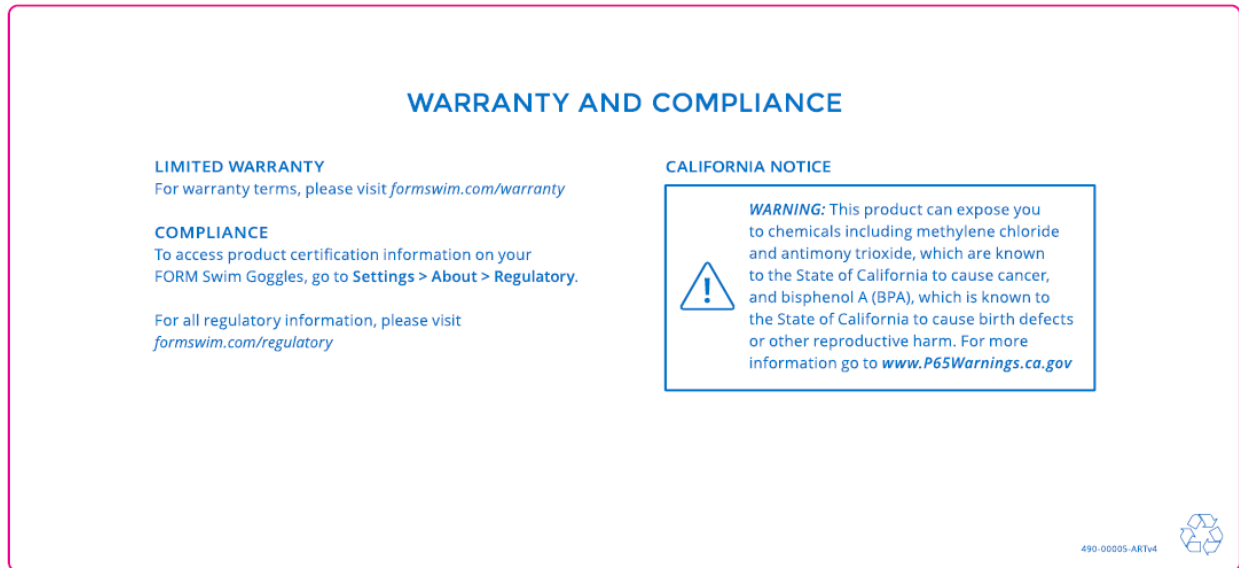 WARRANTY AND COMPLIANCE
LIMITED WARRANTY
For warranty terms, please visit formswim.com/warranty
COMPLIANCE
To access product certification information on your
FORM Swim Goggles, go to Settings > About > Regulatory.
For all regulatory information, please visit
formswim.com/regulatory
CALIFORNIA NOTICE
WARNING: This product can expose you
to chemicals including methylene chloride
and antimony trioxide, which are known
to the State of California to cause cancer,
and bisphenol A (BPA), which is known to
the State of California to cause birth defects
or other reproductive harm. For more
information go to www.P65Warnings.ca.gov
490-00005-ARTv4